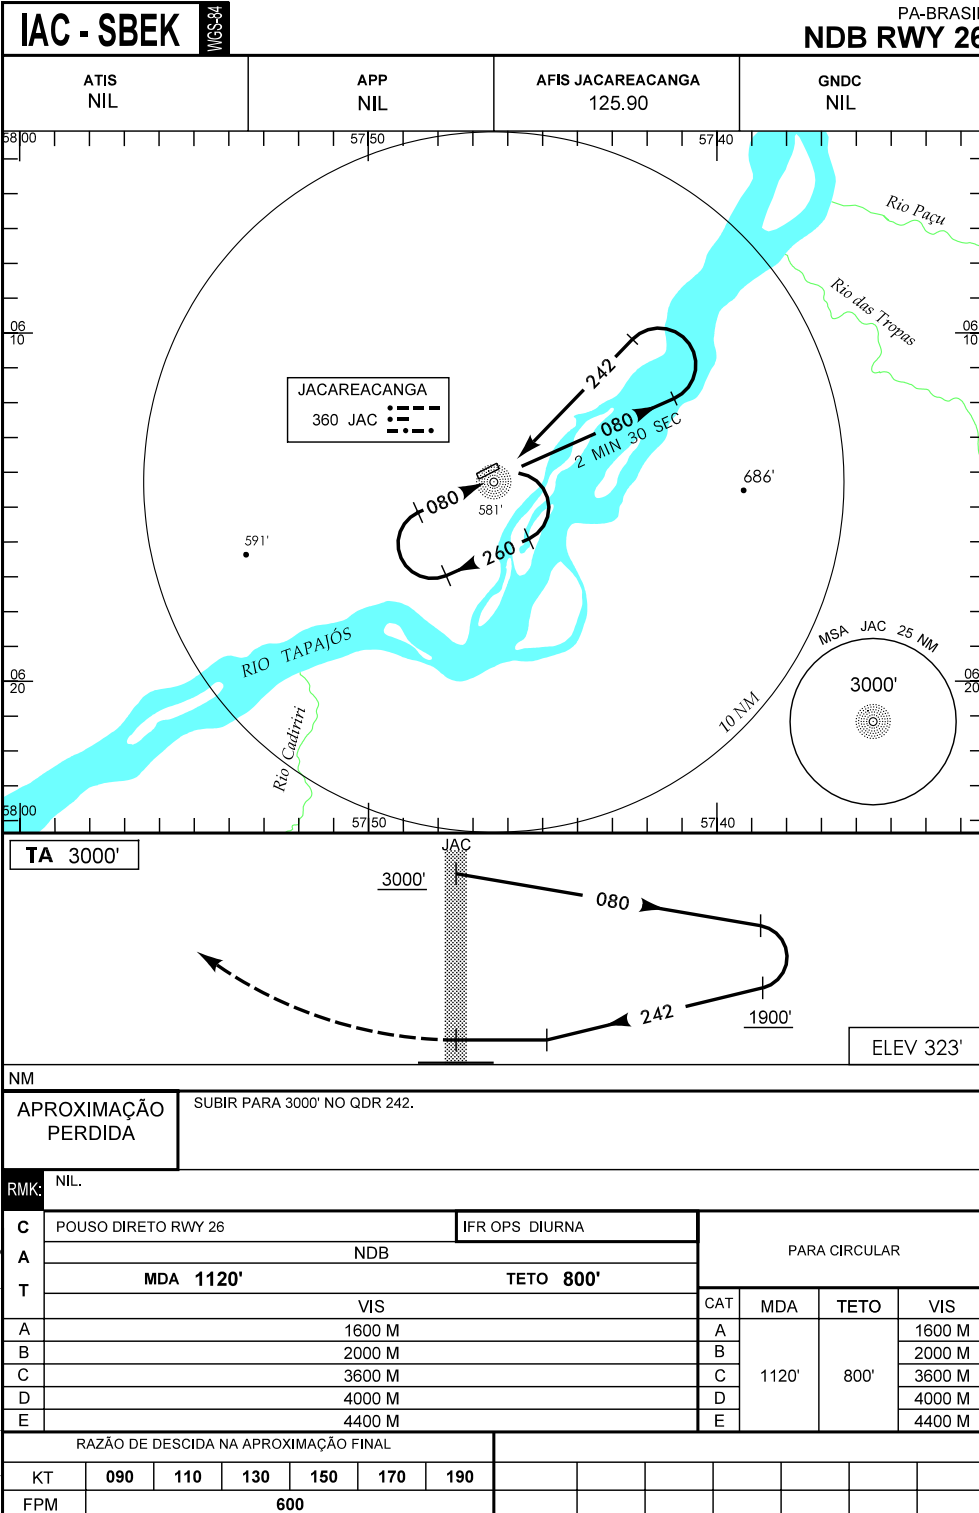 IAC - SBEK WGS-84
PA-BRASIL
NDB RWY 26
ATIS
NIL
APP
NIL
AFIS JACAREACANGA
125.90
GNDC
NIL
58 00
57 50
57 40
Rio Paçu
Rio das Tropas
06
10
06
10
242
JACAREACANGA
360 JAC
080
2 MIN 30 SEC
686'
080
581'
591'
260
MSA JAC 25 NM
RIO TAPAJÓS
3000'
06
20
06
20
10 NM
Rio Cadiriri
58 00
57 50
57 40
TA 3000'
JAC
3000'
080
242
1900'
ELEV 323'
NM
APROXIMAÇÃO
PERDIDA
SUBIR PARA 3000' NO QDR 242.
RMK: NIL.
C
A
T
POUSO DIRETO RWY 26
IFR OPS DIURNA
PARA CIRCULAR
NDB
MDA 1120' TETO 800'
VIS
CAT MDA TETO VIS
A 1600 M A 1600 M
B 2000 M B 2000 M
C 3600 M C 1120' 800' 3600 M
D 4000 M D 4000 M
E 4400 M E 4400 M
RAZÃO DE DESCIDA NA APROXIMAÇÃO FINAL
KT 090 110 130 150 170 190
FPM 600